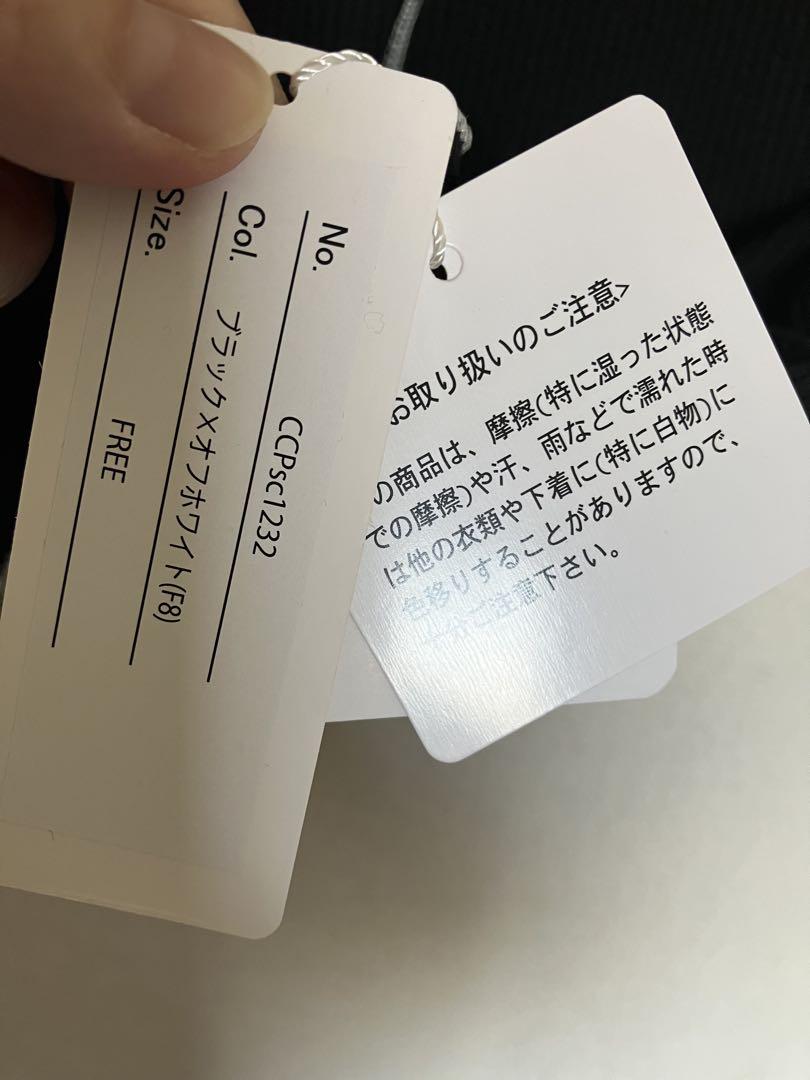 No. CCPsc1232
Col. ブラック×オフホワイト(F8)
Size. FREE
お取り扱いのご注意>
の商品は、摩擦(特に湿った状態
での摩擦)や汗、雨などで濡れた時
は他の衣類や下着に(特に白物)に
色移りすることがありますので、
十分ご注意下さい。